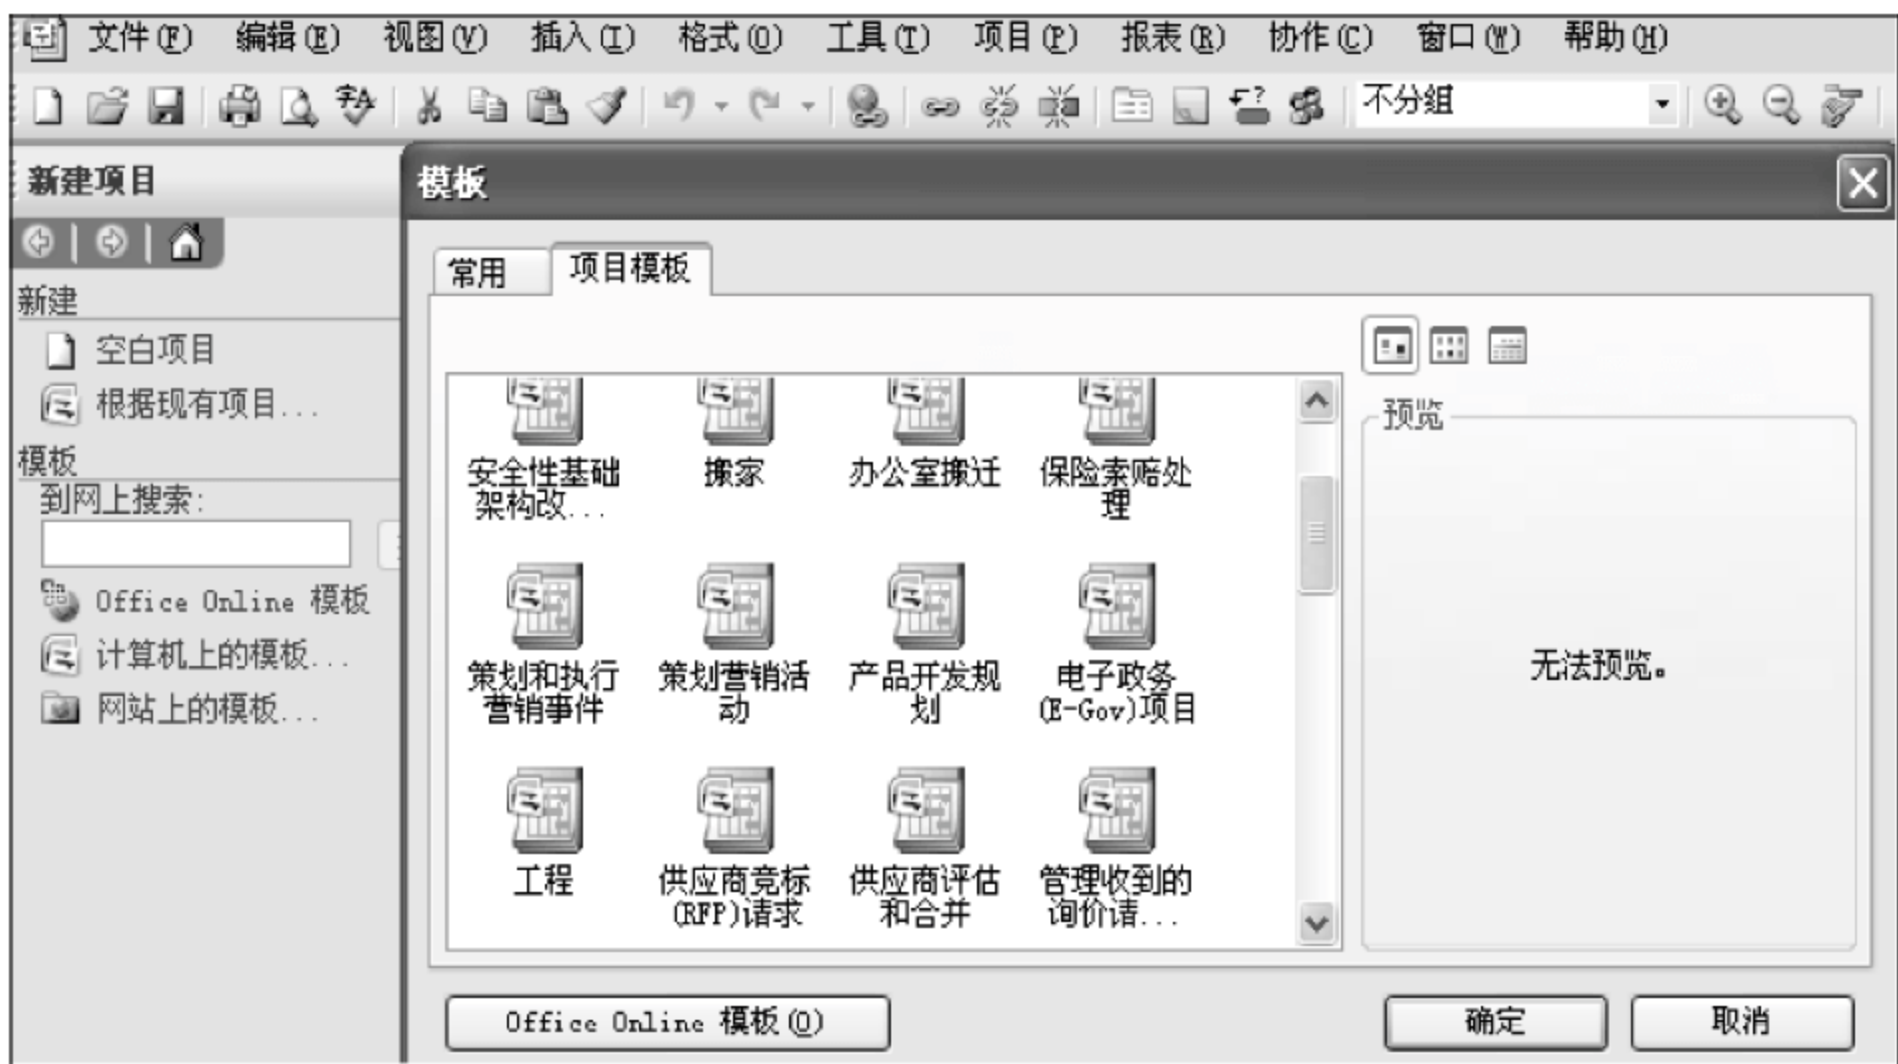 文件(F) 编辑(E) 视图(V) 插入(I) 格式(O) 工具(T) 项目(P) 报表(R) 协作(C) 窗口(W) 帮助(H)
不分组
新建项目
新建
空白项目
根据现有项目...
模板
到网上搜索:
Office Online 模板
计算机上的模板...
网站上的模板...
模板
常用 项目模板
安全性基础
架构改...
搬家
办公室搬迁
保险索赔处
理
策划和执行
营销事件
策划营销活
动
产品开发规
划
电子政务
(E-Gov)项目
工程
供应商竞标
(RFP)请求
供应商评估
和合并
管理收到的
询价请...
预览
无法预览。
Office Online 模板(O)
确定 取消